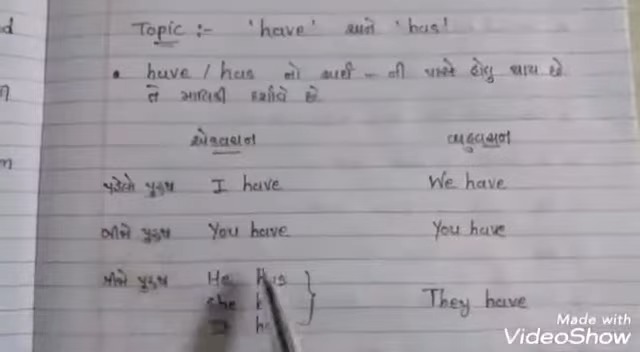 Topic :- 'have' અને 'has'
• have / has નો અર્થ - ની પાસે હોવુ થાય છે
તે માલિકી દર્શાવે છે.
એકવચન બહુવચન
પહેલો પુરુષ I have We have
બીજો પુરુષ You have You have
ત્રીજો પુરુષ He has
She
They have
Made with
VideoShow